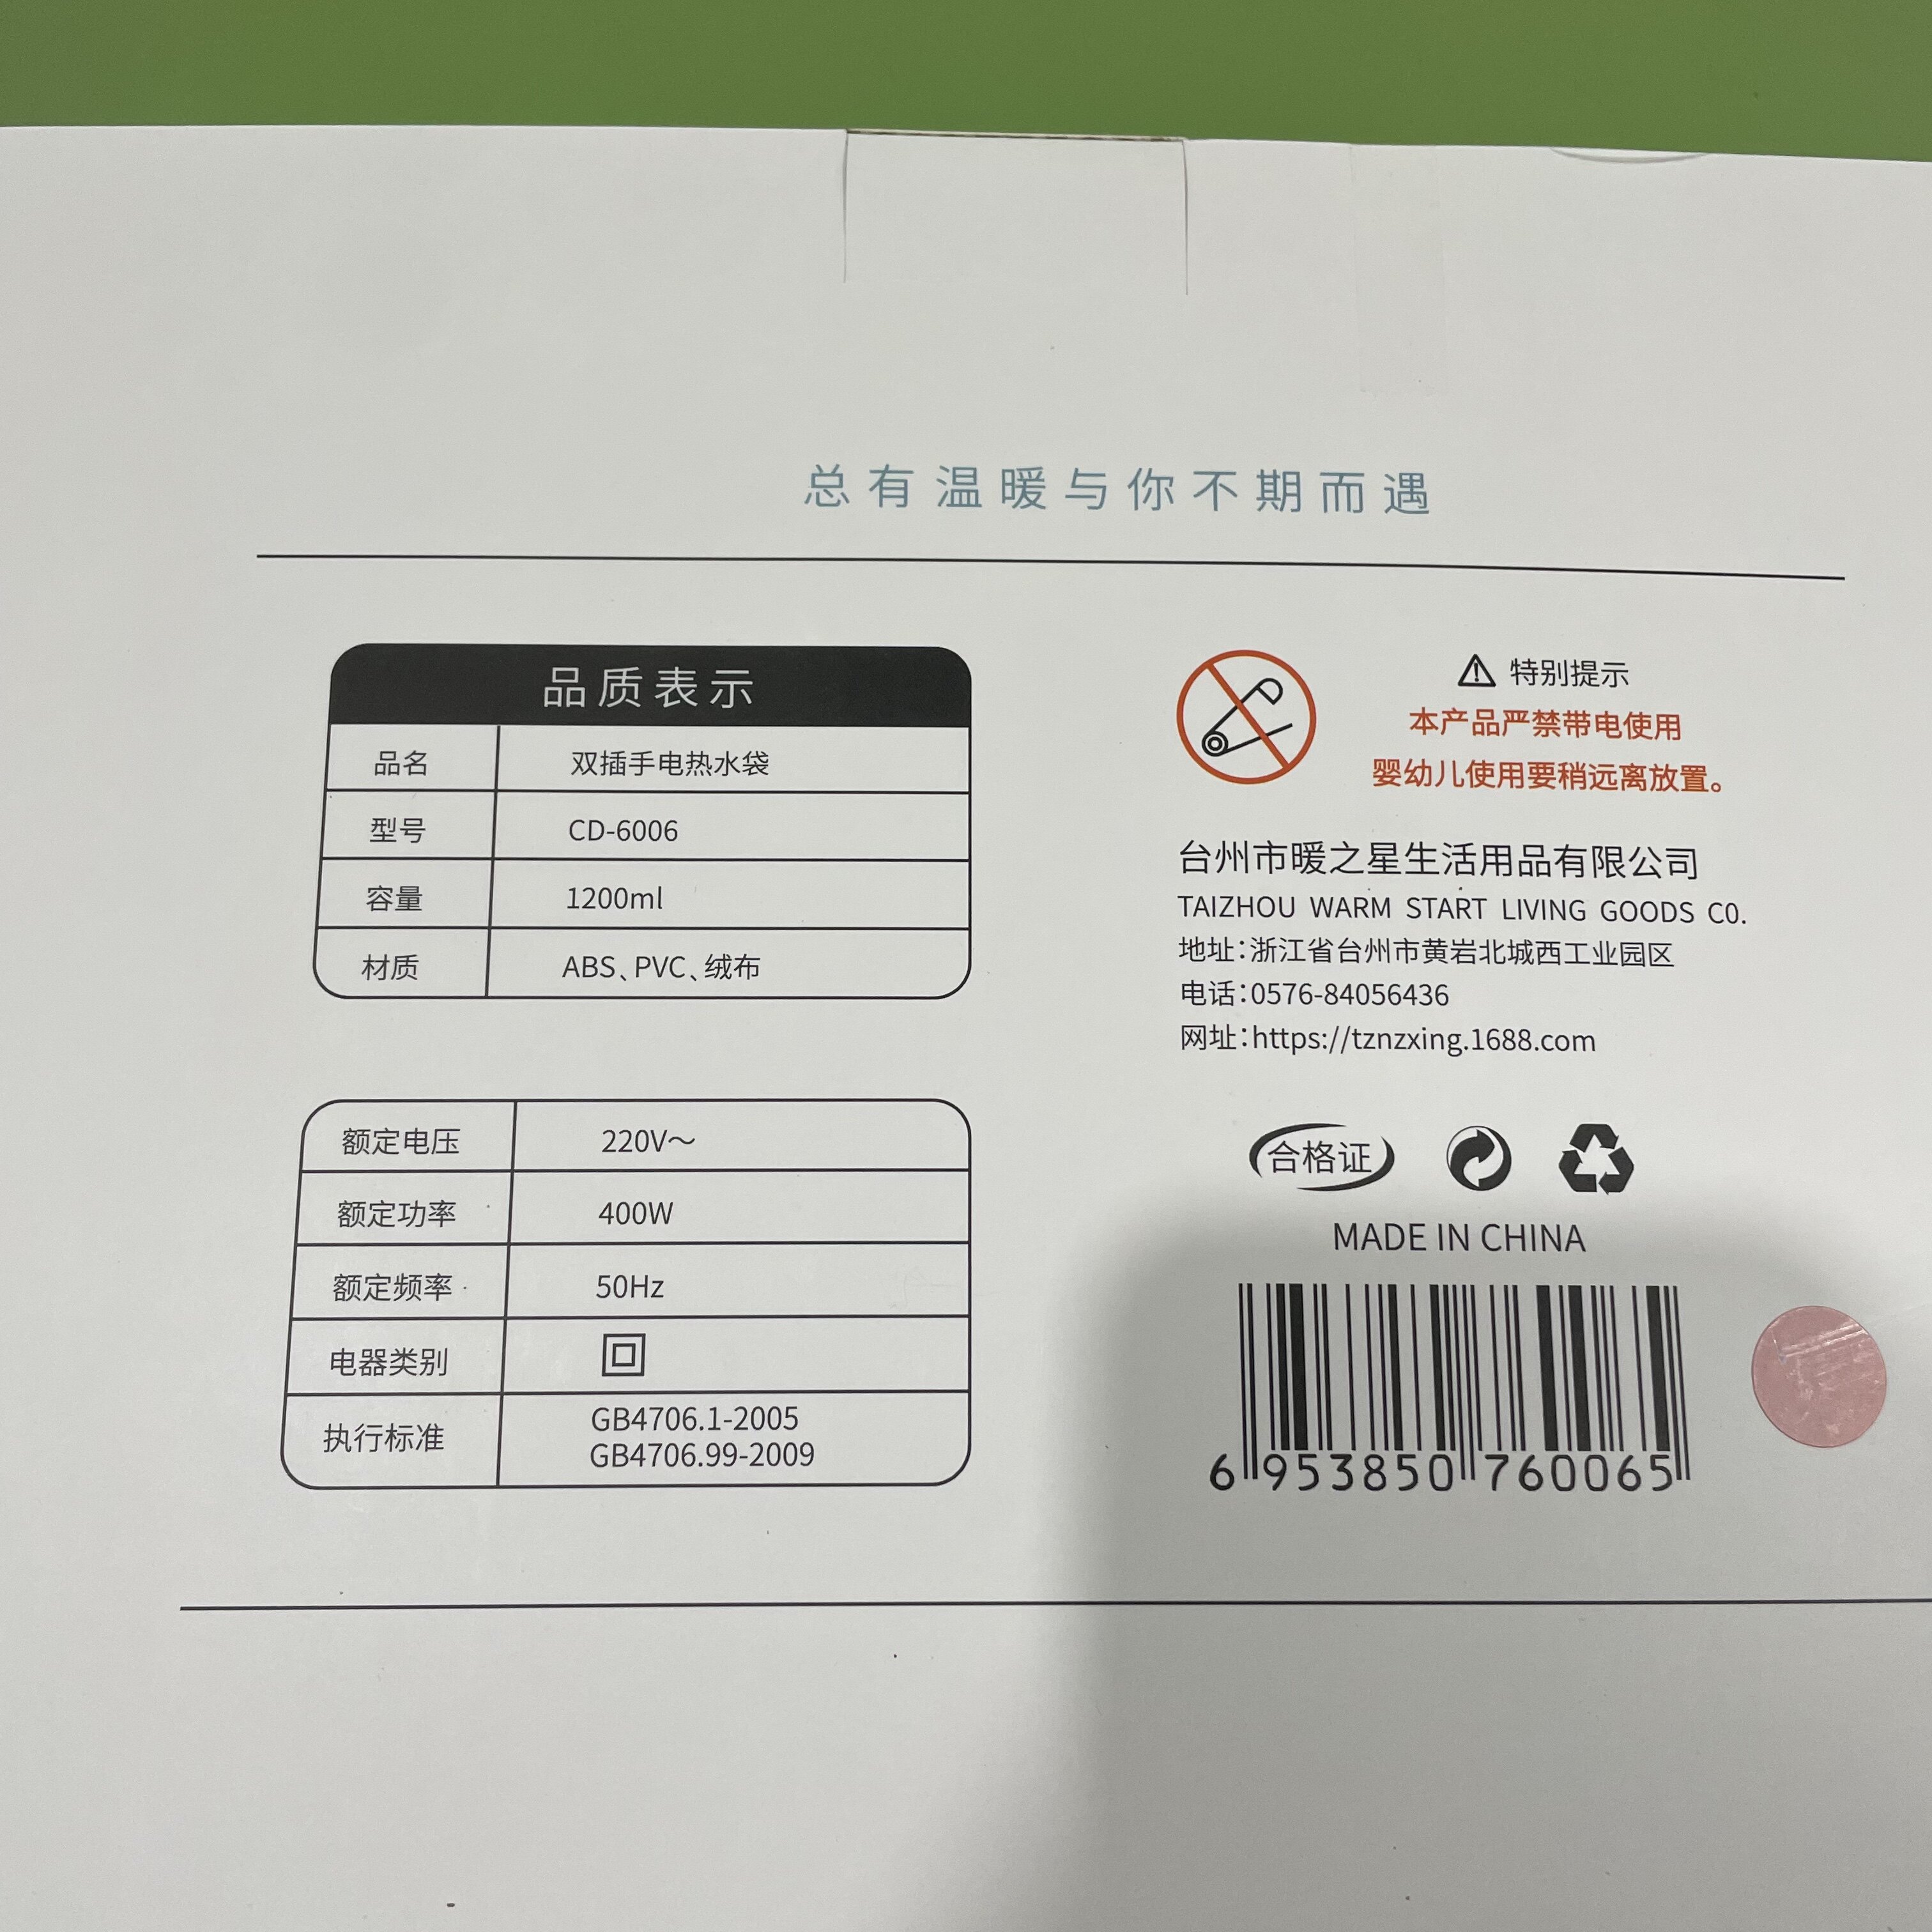 总有温暖与你不期而遇
品质表示
品名 双插手电热水袋
型号 CD-6006
容量 1200ml
材质 ABS、PVC、绒布
额定电压 220V～
额定功率 400W
额定频率 50Hz
电器类别
执行标准 GB4706.1-2005
GB4706.99-2009
特别提示
本产品严禁带电使用
婴幼儿使用要稍远离放置。
台州市暖之星生活用品有限公司
TAIZHOU WARM START LIVING GOODS C0.
地址：浙江省台州市黄岩北城西工业园区
电话：0576-84056436
网址：https://tznzxing.1688.com
合格证
MADE IN CHINA
6 953850 760065